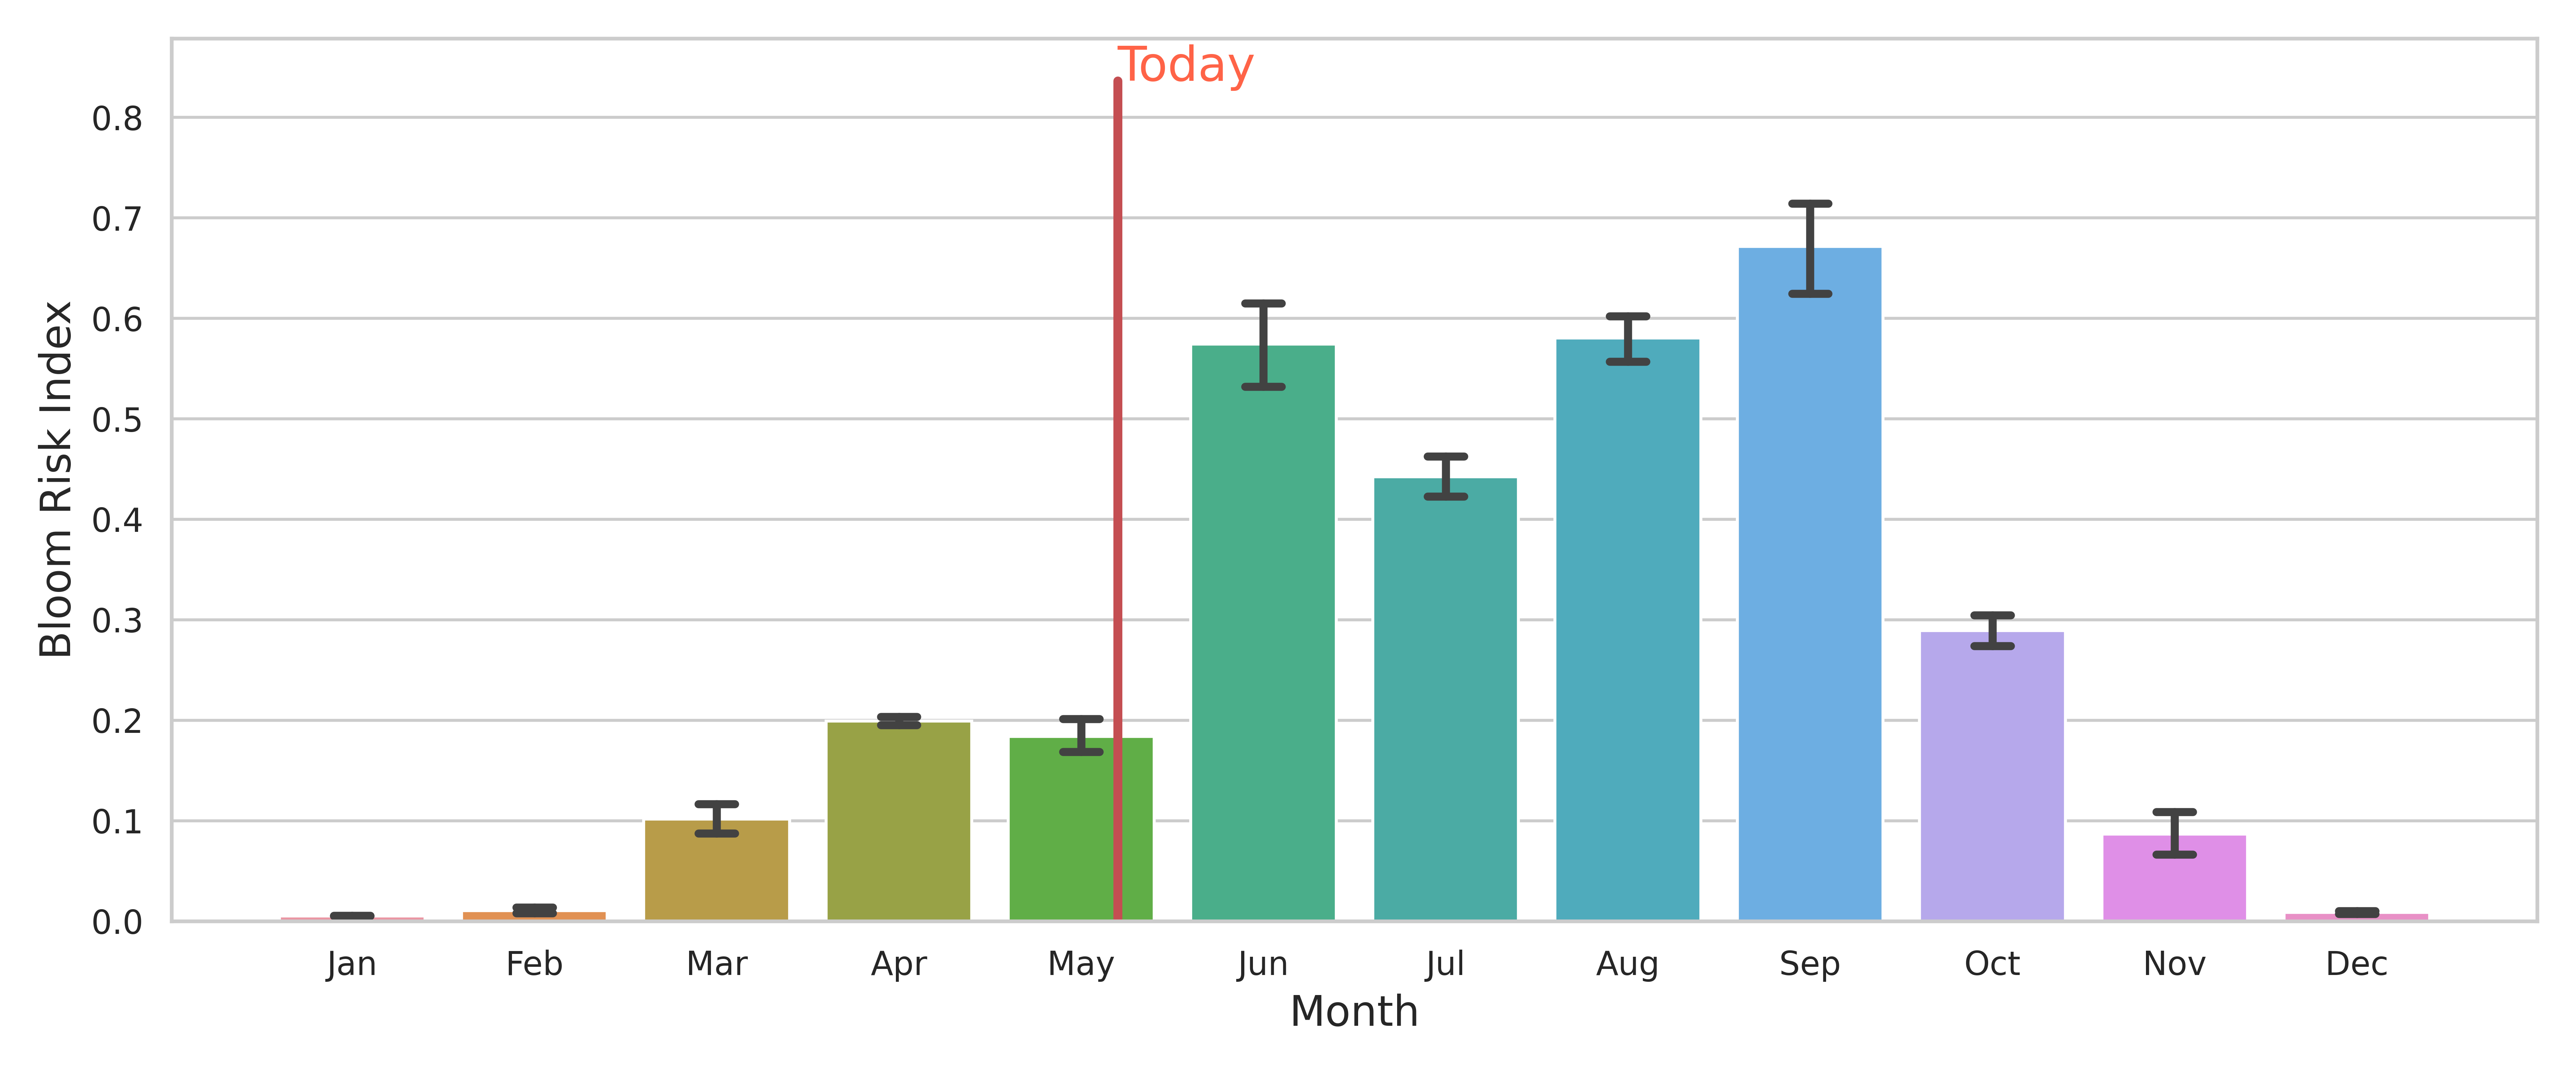 Today
Bloom Risk Index
0.8
0.7
0.6
0.5
0.4
0.3
0.2
0.1
0.0
Jan Feb Mar Apr May Jun Jul Aug Sep Oct Nov Dec
Month